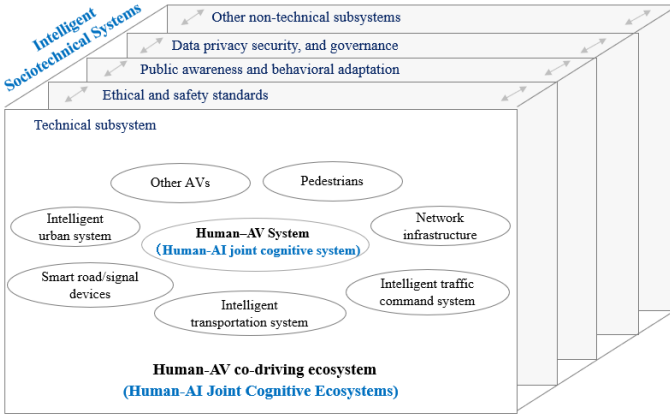 Intelligent
Sociotechnical Systems
Other non-technical subsystems
Data privacy security, and governance
Public awareness and behavioral adaptation
Ethical and safety standards
Technical subsystem
Other AVs
Pedestrians
Intelligent
urban system
Human–AV System
(Human-AI joint cognitive system)
Network
infrastructure
Smart road/signal
devices
Intelligent
transportation system
Intelligent traffic
command system
Human-AV co-driving ecosystem
(Human-AI Joint Cognitive Ecosystems)